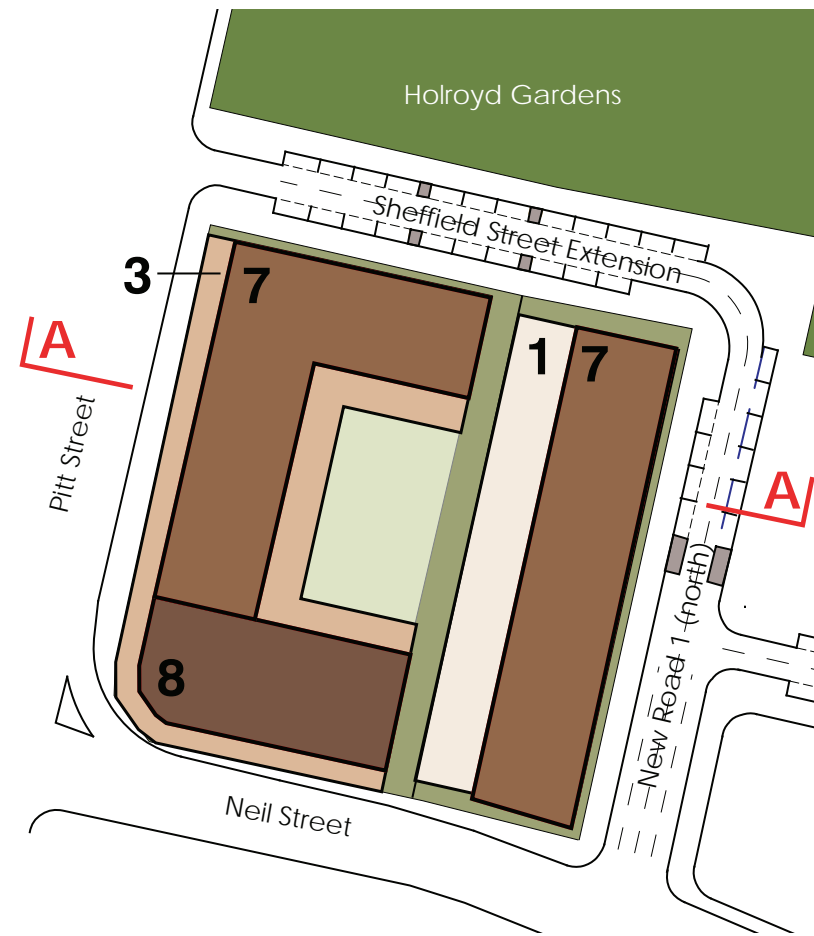 Holroyd Gardens
Sheffield Street Extension
3
7
A
1
7
Pitt Street
A
New Road 1 (north)
8
Neil Street